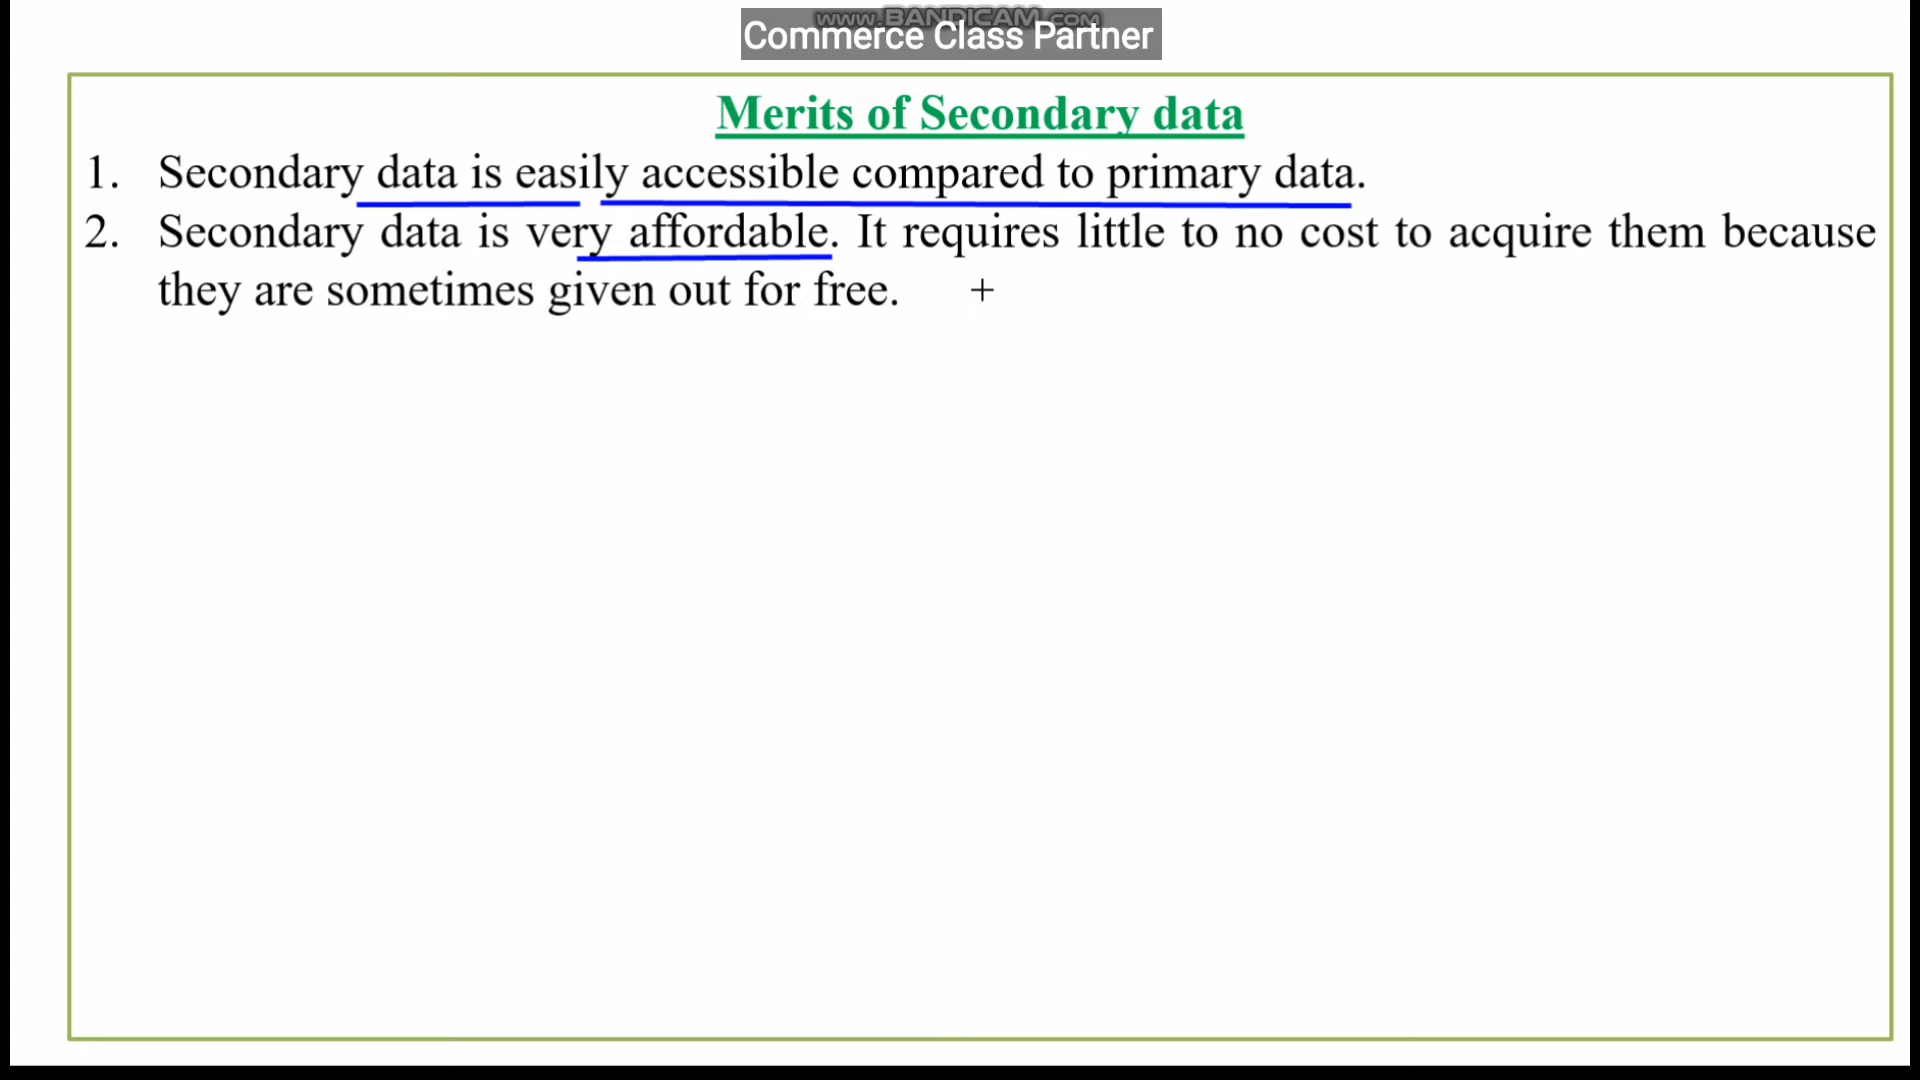 www.BANDICAM.com
Commerce Class Partner
Merits of Secondary data
1. Secondary data is easily accessible compared to primary data.
2. Secondary data is very affordable. It requires little to no cost to acquire them because
they are sometimes given out for free.